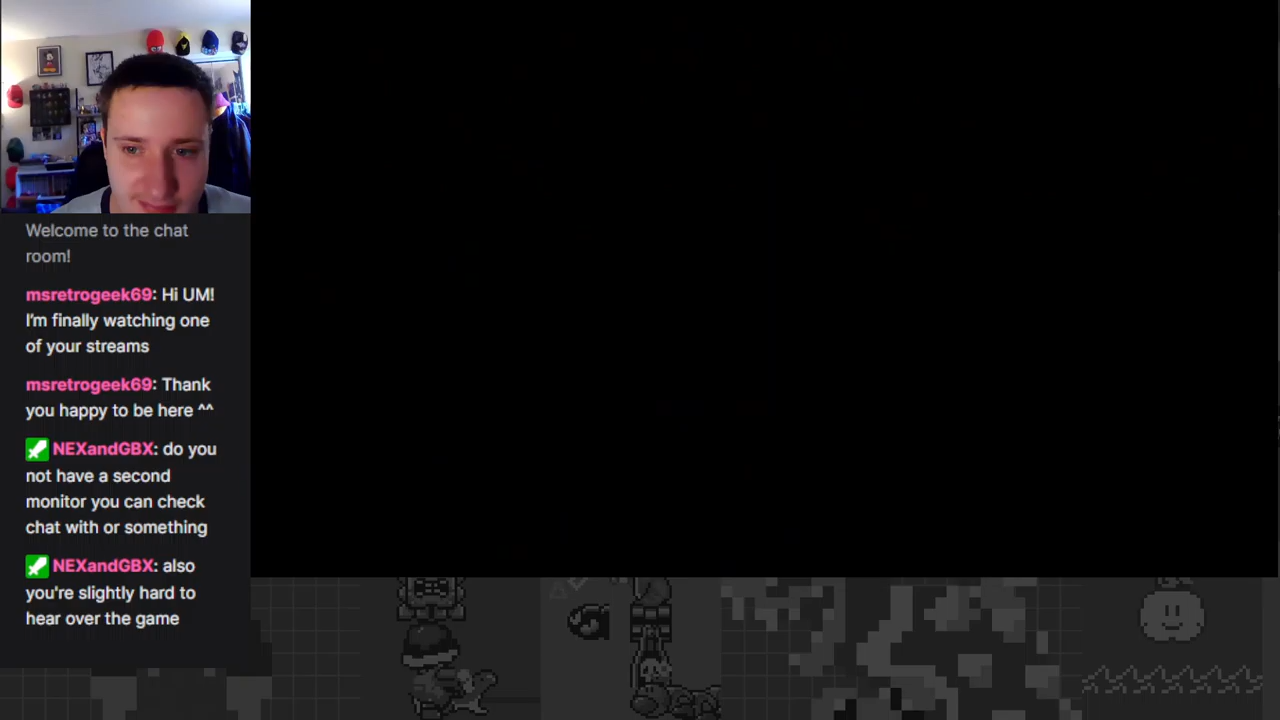 Welcome to the chat
room!
msretrogeek69: Hi UM!
I'm finally watching one
of your streams
msretrogeek69: Thank
you happy to be here ^^
NEXandGBX: do you
not have a second
monitor you can check
chat with or something
NEXandGBX: also
you're slightly hard to
hear over the game